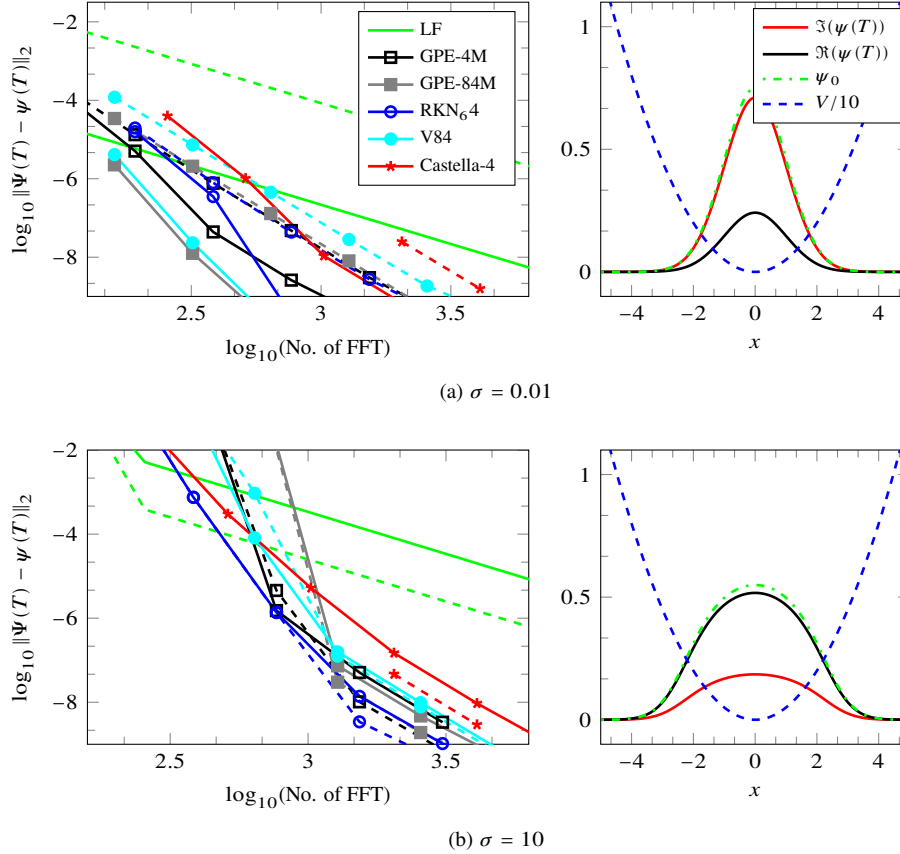 −2
−4
−6
−8
log10 ‖Ψ(T) − ψ(T)‖2
2.5
3
3.5
log10(No. of FFT)
LF
GPE-4M
GPE-84M
RKN64
V84
Castella-4
1
0.5
0
−4
−2
0
2
4
x
ℑ(ψ(T))
ℜ(ψ(T))
ψ0
V/10
(a) σ = 0.01
−2
−4
−6
−8
log10 ‖Ψ(T) − ψ(T)‖2
2.5
3
3.5
log10(No. of FFT)
1
0.5
0
−4
−2
0
2
4
x
(b) σ = 10